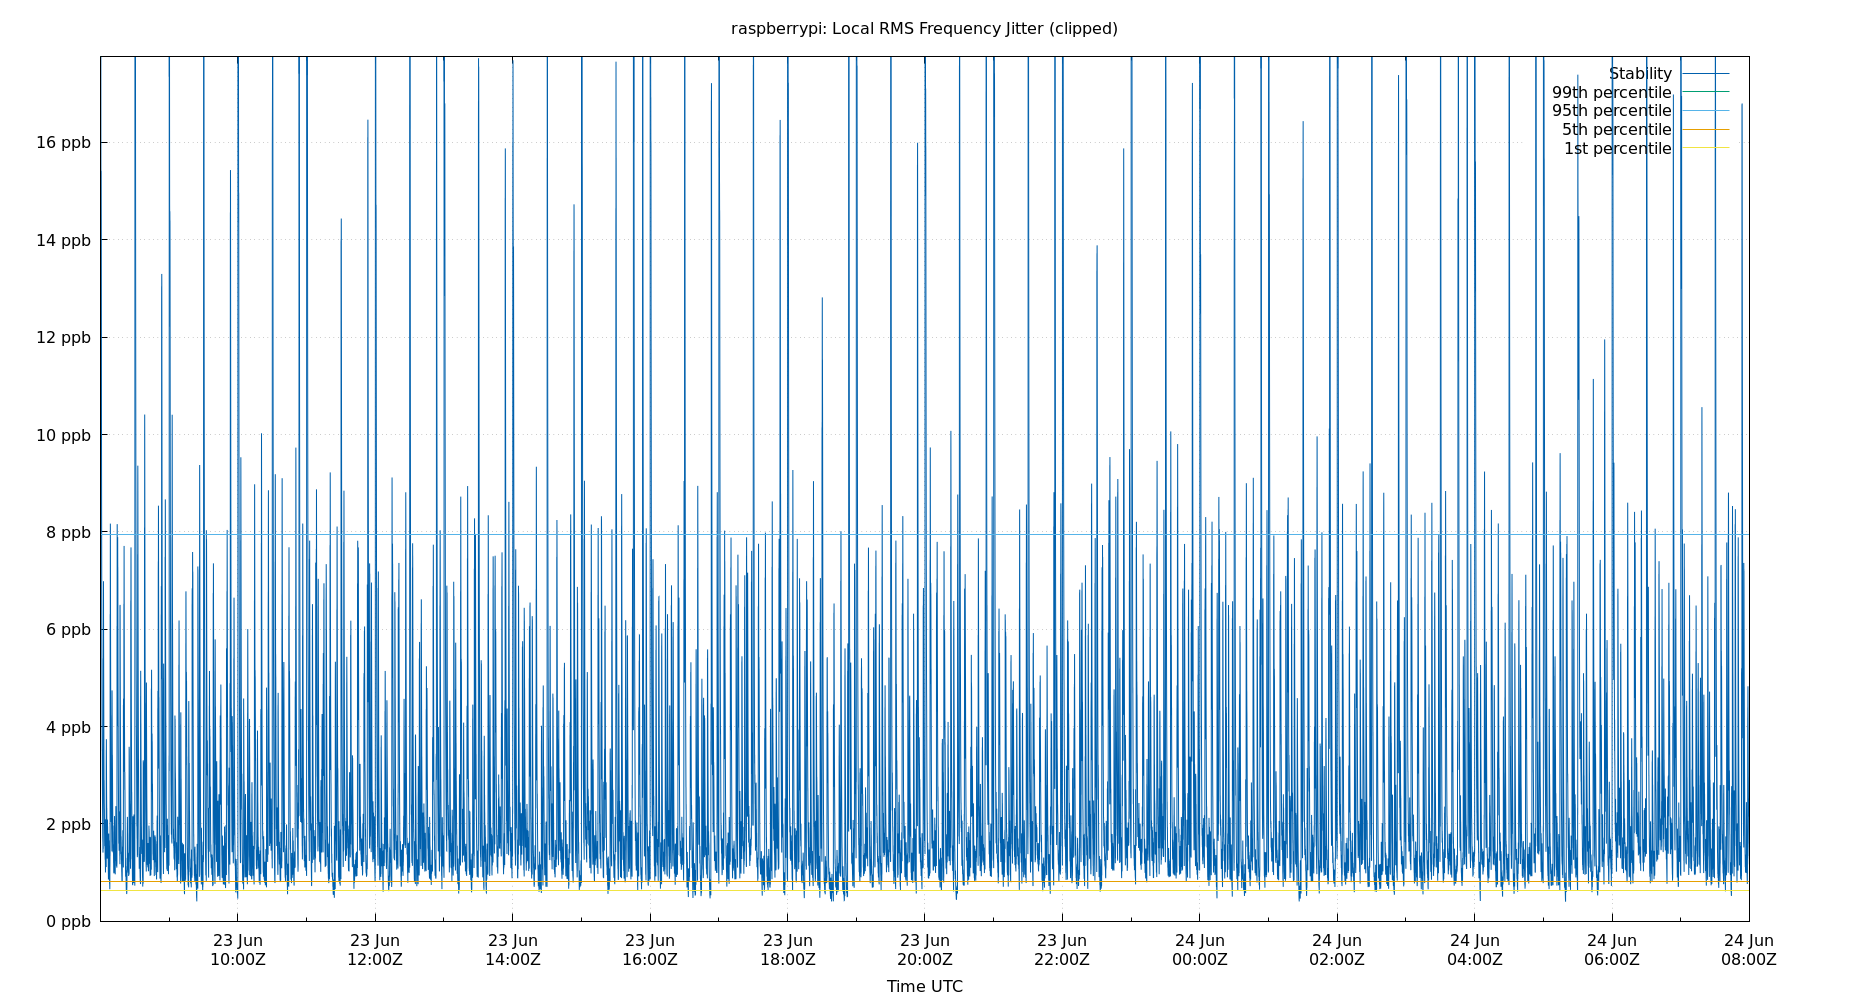 raspberrypi: Local RMS Frequency Jitter (clipped)
Stability
99th percentile
95th percentile
5th percentile
1st percentile
16 ppb
14 ppb
12 ppb
10 ppb
8 ppb
6 ppb
4 ppb
2 ppb
0 ppb
23 Jun 23 Jun 23 Jun 23 Jun 23 Jun 23 Jun 23 Jun 24 Jun 24 Jun 24 Jun 24 Jun 24 Jun
10:00Z 12:00Z 14:00Z 16:00Z 18:00Z 20:00Z 22:00Z 00:00Z 02:00Z 04:00Z 06:00Z 08:00Z
Time UTC